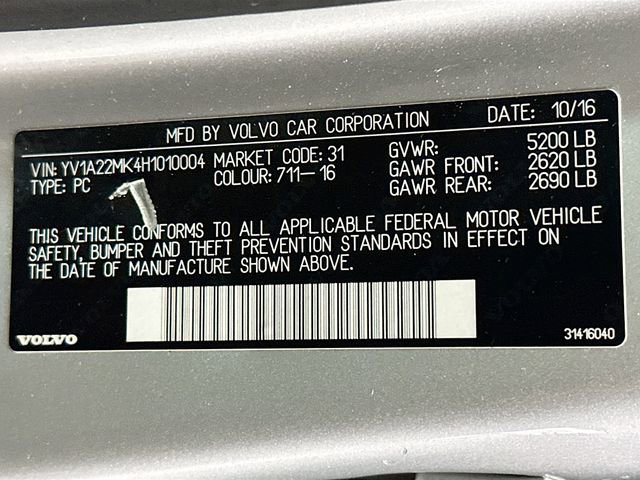 MFD BY VOLVO CAR CORPORATION DATE: 10/16
VIN: YV1A22MK4H1010004 MARKET CODE: 31 GVWR: 5200 LB
TYPE: PC COLOUR: 711-16 GAWR FRONT: 2620 LB
GAWR REAR: 2690 LB
THIS VEHICLE CONFORMS TO ALL APPLICABLE FEDERAL MOTOR VEHICLE
SAFETY, BUMPER AND THEFT PREVENTION STANDARDS IN EFFECT ON
THE DATE OF MANUFACTURE SHOWN ABOVE.
VOLVO 31416040